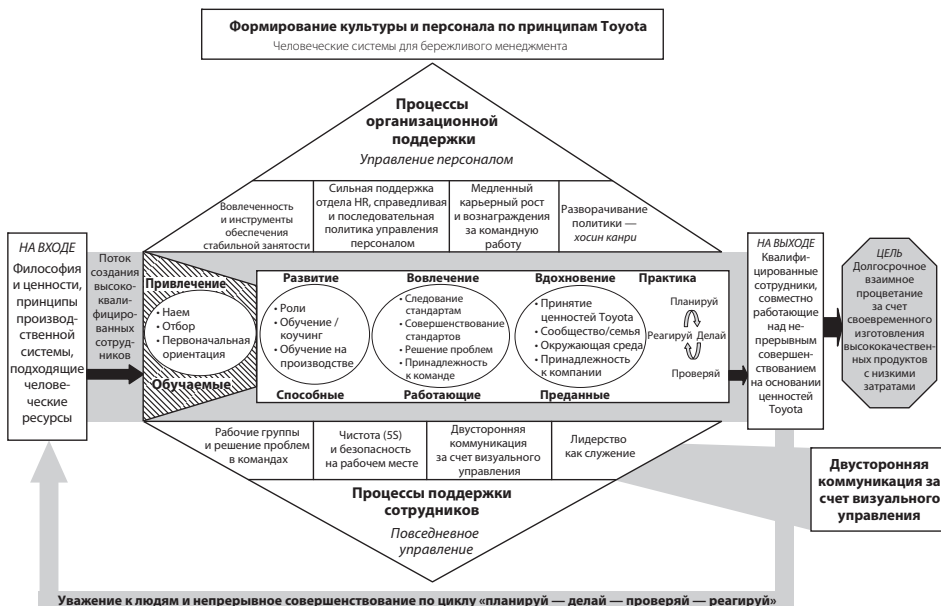 Формирование культуры и персонала по принципам Toyota
Человеческие системы для бережливого менеджмента
Процессы
организационной
поддержки
Управление персоналом
Вовлеченность
и инструменты
обеспечения
стабильной занятости
Сильная поддержка
отдела HR, справедливая
и последовательная
политика управления
персоналом
Медленный
карьерный рост
и вознаграждения
за командную
работу
Разворачивание
политики —
хосин канри
НА ВХОДЕ
Философия
и ценности,
принципы
производ-
ственной
системы,
подходящие
челове-
ческие
ресурсы
Поток
создания
высоко-
квали-
фициро-
ванных
сотруд-
ников
Привлечение
• Наем
• Отбор
• Первоначальная
ориентация
Обучаемые
Развитие
• Роли
• Обучение /
коучинг
• Обучение на
производстве
Способные
Вовлечение
• Следование
стандартам
• Совершенствование
стандартов
• Решение проблем
• Принадлежность
к команде
Работающие
Вдохновение
• Принятие
ценностей Toyota
• Сообщество/семья
• Окружающая среда
• Принадлежность
к компании
Преданные
Практика
Планируй
Реагируй Делай
Проверяй
НА ВЫХОДЕ
Квалифи-
цированные
сотрудники,
совместно
работающие
над не-
прерывным
совершен-
ствованием
на основании
ценностей
Toyota
ЦЕЛЬ
Долгосрочное
взаимное
процветание
за счет
своевременного
изготовления
высококачествен-
ных продуктов
с низкими
затратами
Рабочие группы
и решение проблем
в командах
Чистота (5S)
и безопасность
на рабочем месте
Двусторонняя
коммуникация
за счет визуального
управления
Лидерство
как служение
Процессы поддержки
сотрудников
Повседневное
управление
Двусторонняя
коммуникация за
счет визуального
управления
Уважение к людям и непрерывное совершенствование по циклу «планируй — делай — проверяй — реагируй»